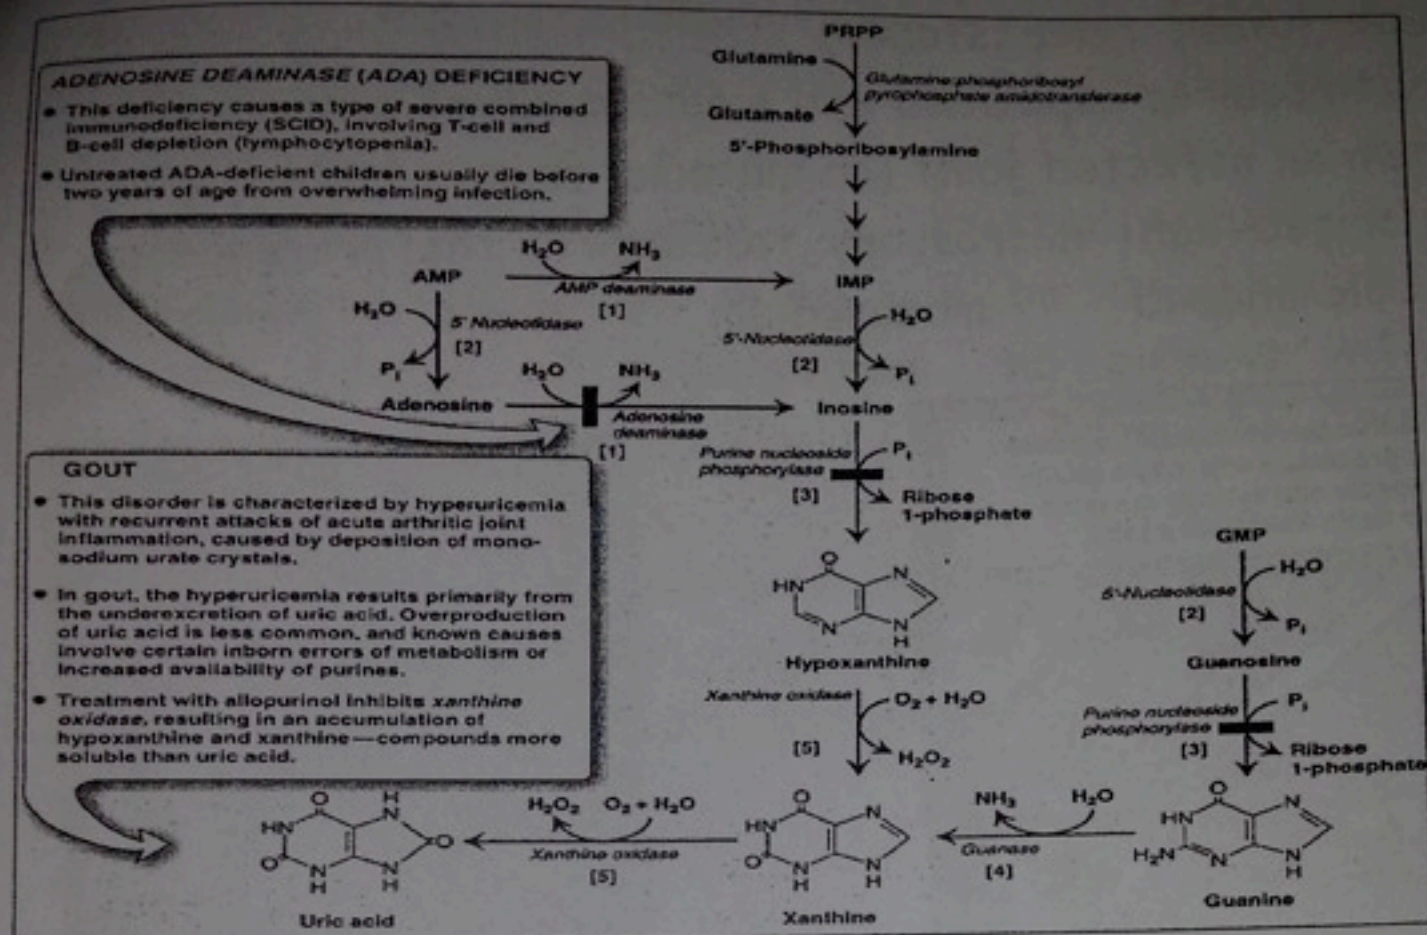 PRPP
Glutamine
Glutamine:phosphoribosyl
pyrophosphate amidotransferase
Glutamate
5'-Phosphoribosylamine
ADENOSINE DEAMINASE (ADA) DEFICIENCY
• This deficiency causes a type of severe combined
immunodeficiency (SCID), involving T-cell and
B-cell depletion (lymphocytopenia).
• Untreated ADA-deficient children usually die before
two years of age from overwhelming infection.
AMP
H₂O
NH₃
AMP deaminase
[1]
IMP
H₂O
5' Nucleotidase
[2]
Pi
H₂O
5'-Nucleotidase
[2]
Pi
Adenosine
H₂O
NH₃
Adenosine
deaminase
[1]
Inosine
Purine nucleoside
phosphorylase
[3]
Pi
Ribose
1-phosphate
GOUT
• This disorder is characterized by hyperuricemia
with recurrent attacks of acute arthritic joint
inflammation, caused by deposition of mono-
sodium urate crystals.
• In gout, the hyperuricemia results primarily from
the underexcretion of uric acid. Overproduction
of uric acid is less common, and known causes
involve certain inborn errors of metabolism or
increased availability of purines.
• Treatment with allopurinol inhibits xanthine
oxidase, resulting in an accumulation of
hypoxanthine and xanthine—compounds more
soluble than uric acid.
O
HN
N
N
N
H
Hypoxanthine
GMP
H₂O
5'-Nucleotidase
[2]
Pi
Guanosine
Xanthine oxidase
O₂ + H₂O
[5]
H₂O₂
Purine nucleoside
phosphorylase
[3]
Pi
Ribose
1-phosphate
O
H
HN
N
O
O
N
H
N
H
Uric acid
H₂O₂
O₂ + H₂O
Xanthine oxidase
[5]
O
HN
N
O
N
H
N
H
Xanthine
NH₃
H₂O
Guanase
[4]
O
HN
N
H₂N
N
N
H
Guanine